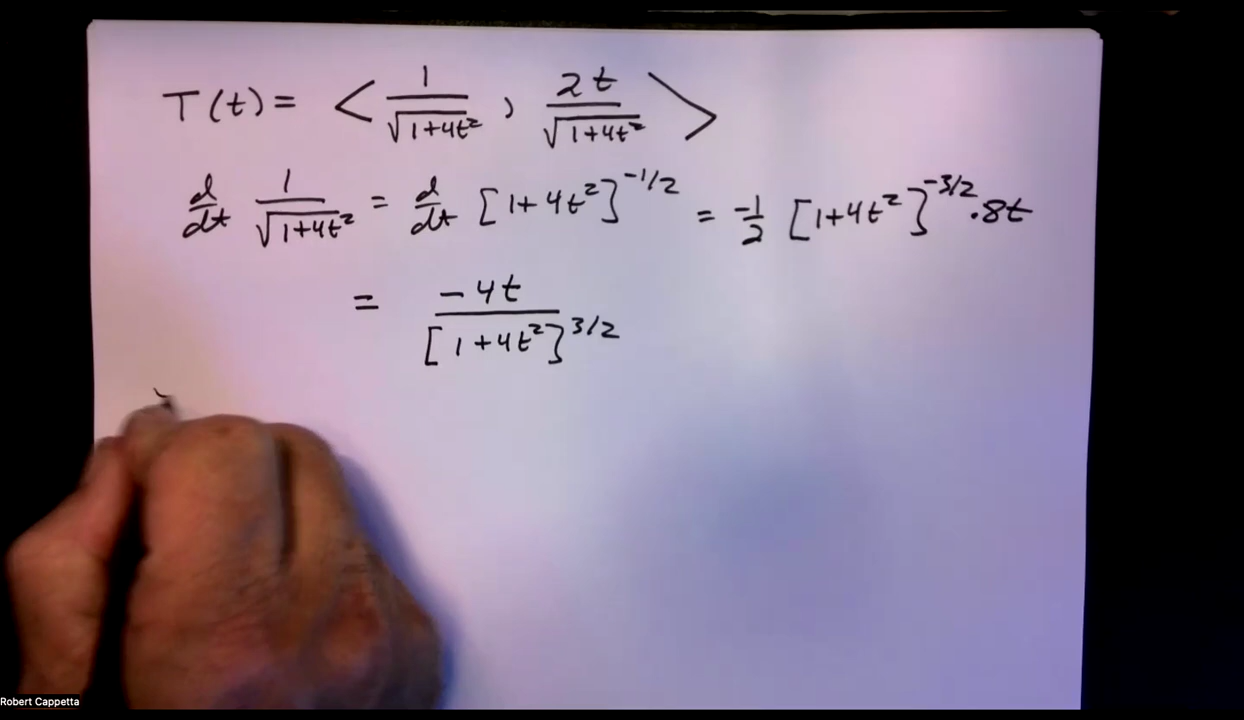 T(t) = < 1/√(1+4t²) , 2t/√(1+4t²) >
d/dt 1/√(1+4t²) = d/dt [1+4t²]^(-1/2) = -1/2 [1+4t²]^(-3/2) · 8t
= -4t/[1+4t²]^(3/2)
Robert Cappetta